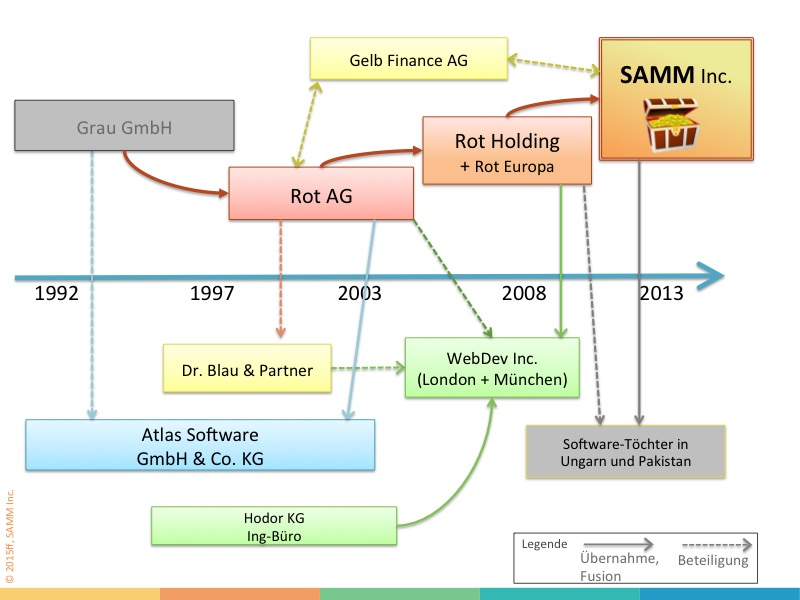 Gelb Finance AG
SAMM Inc.
Grau GmbH
Rot Holding
+ Rot Europa
Rot AG
1992
1997
2003
2008
2013
Dr. Blau & Partner
WebDev Inc.
(London + München)
Atlas Software
GmbH & Co. KG
Software-Töchter in
Ungarn und Pakistan
Hodor KG
Ing-Büro
Legende
Übernahme,
Fusion
Beteiligung
© 2015ff, SAMM Inc.